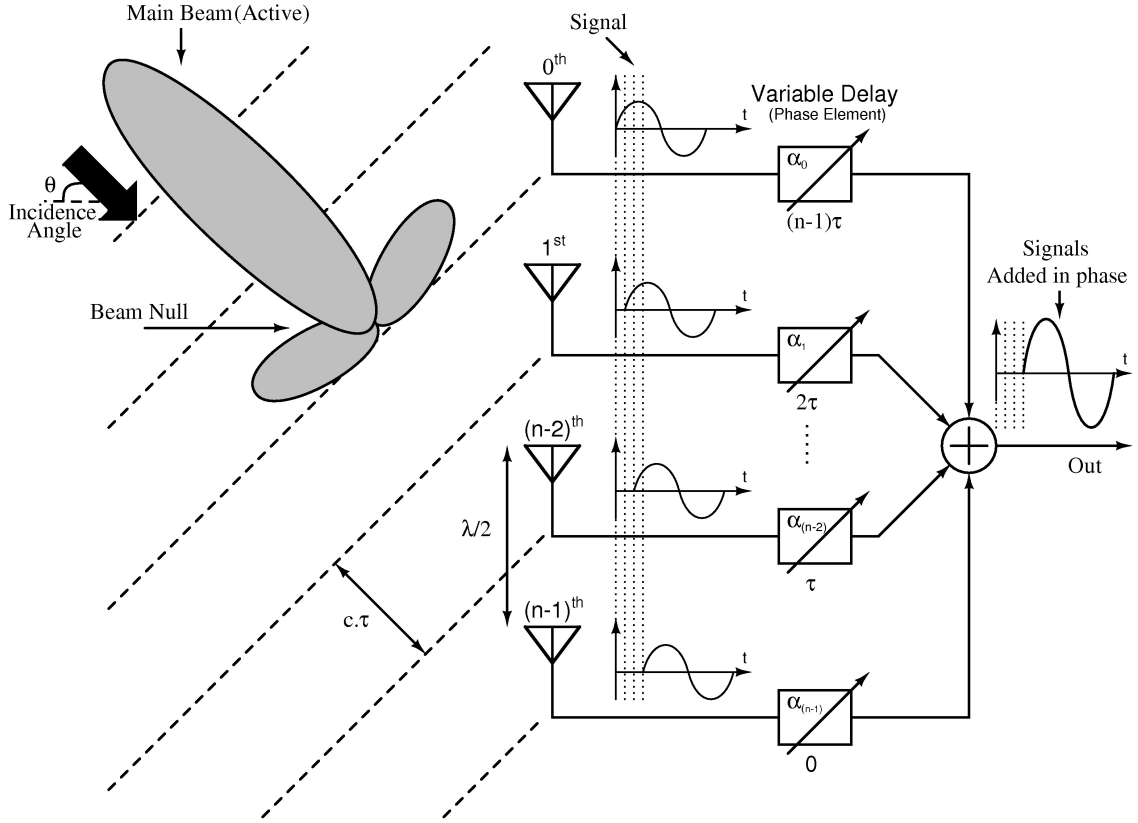 Main Beam(Active)
Signal
0th
Variable Delay
(Phase Element)
t
α0
(n-1)τ
θ
Incidence
Angle
1st
t
α1
2τ
Signals
Added in phase
t
Beam Null
(n-2)th
t
α(n-2)
τ
Out
λ/2
(n-1)th
c.τ
t
α(n-1)
0